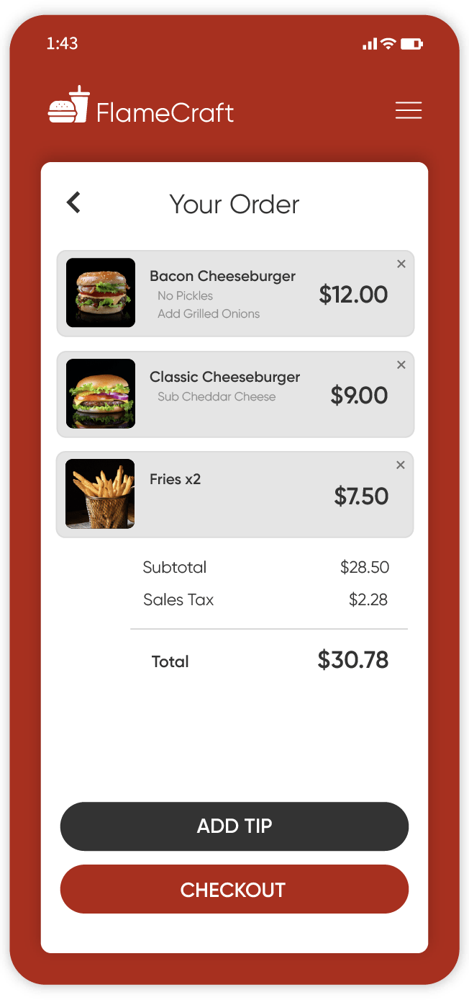 1:43
FlameCraft
Your Order
Bacon Cheeseburger
No Pickles
Add Grilled Onions
$12.00
Classic Cheeseburger
Sub Cheddar Cheese
$9.00
Fries x2
$7.50
Subtotal $28.50
Sales Tax $2.28
Total $30.78
ADD TIP
CHECKOUT